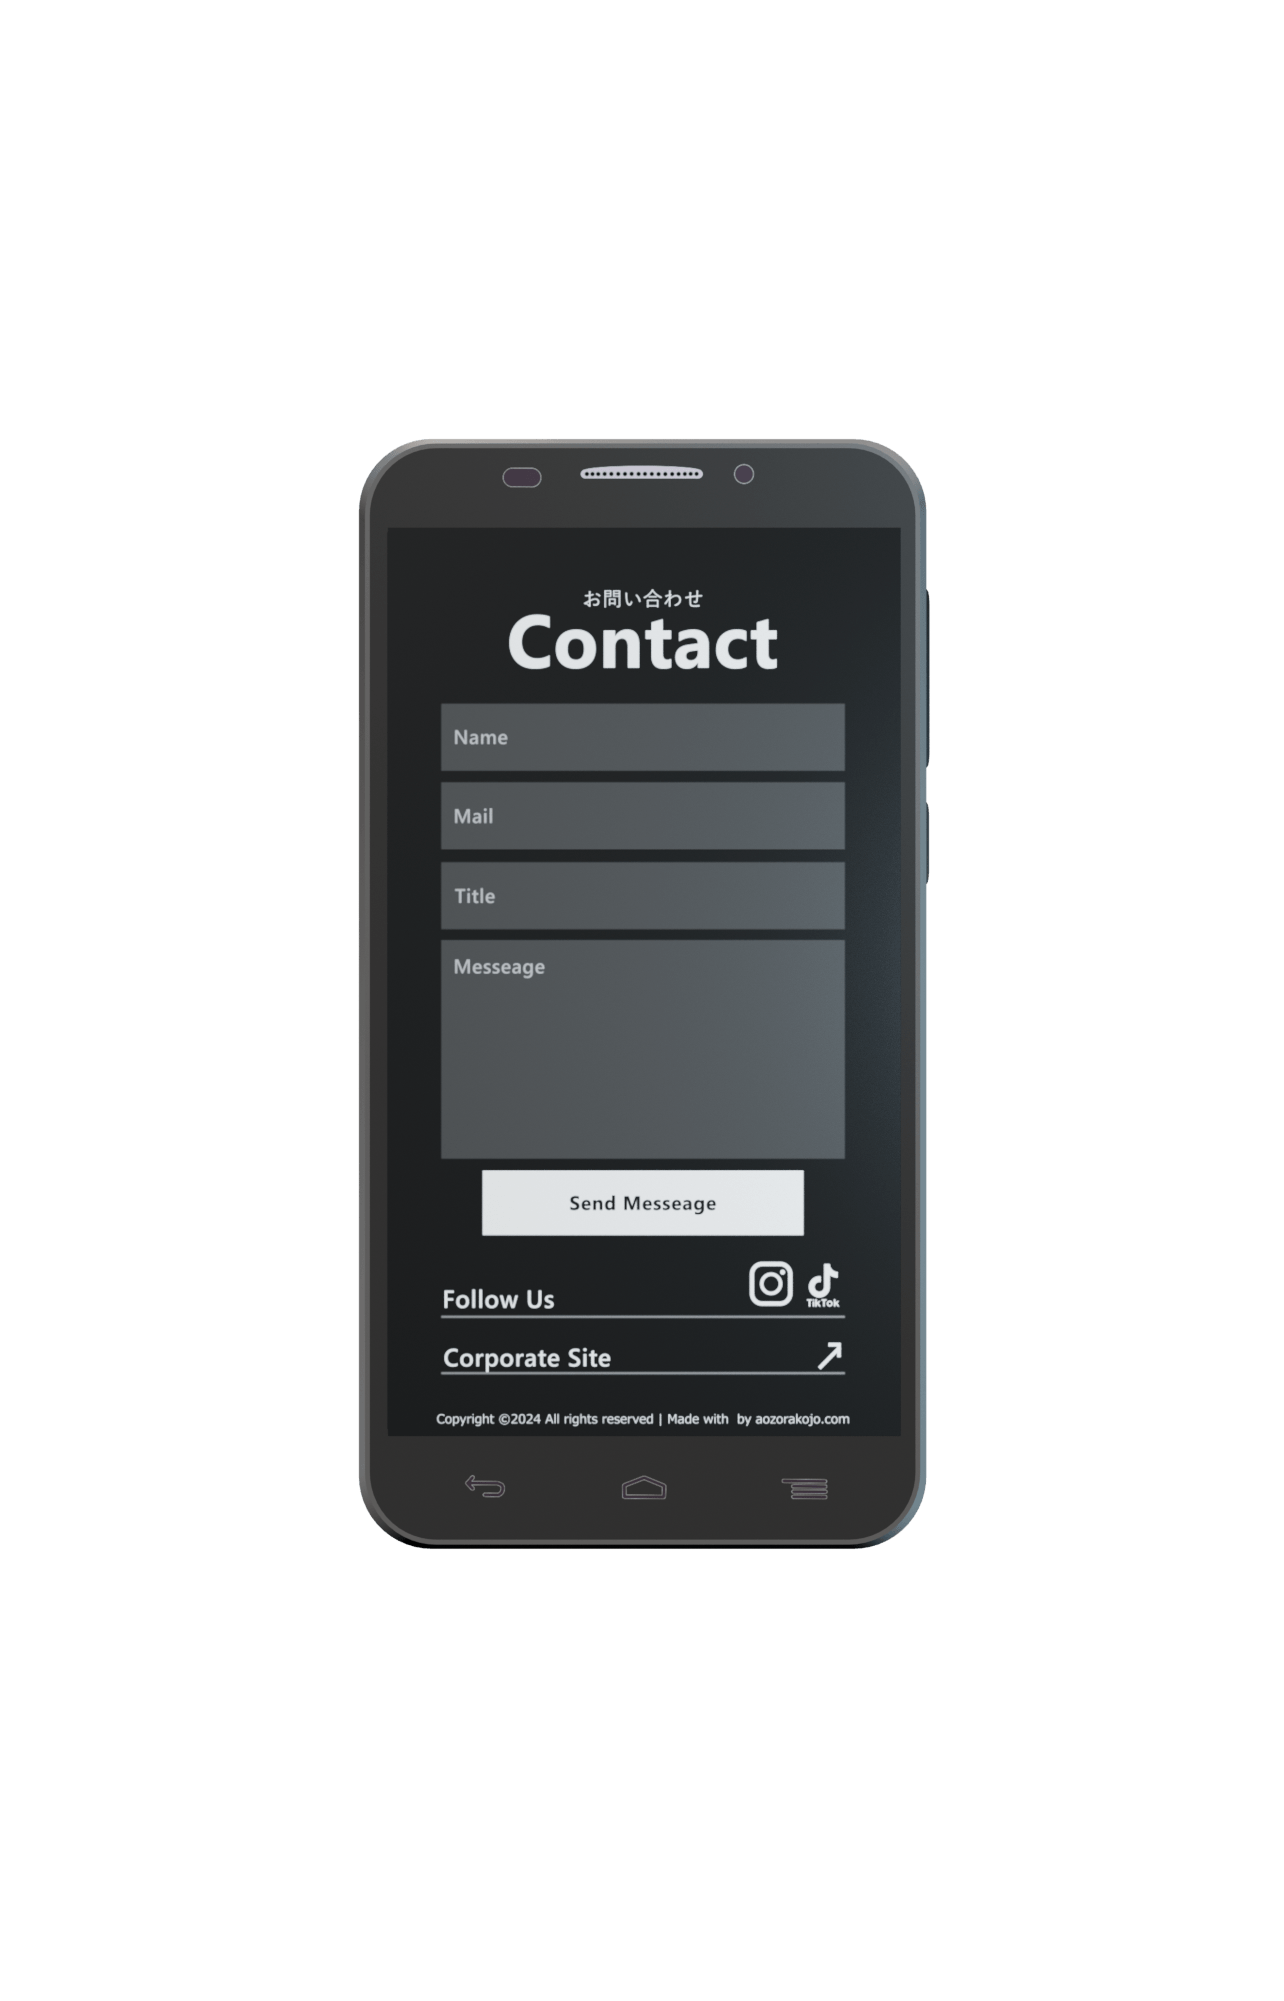 お問い合わせ
Contact
Name
Mail
Title
Messeage
Send Messeage
Follow Us
TikTok
Corporate Site
Copyright ©2024 All rights reserved | Made with by aozorakojo.com